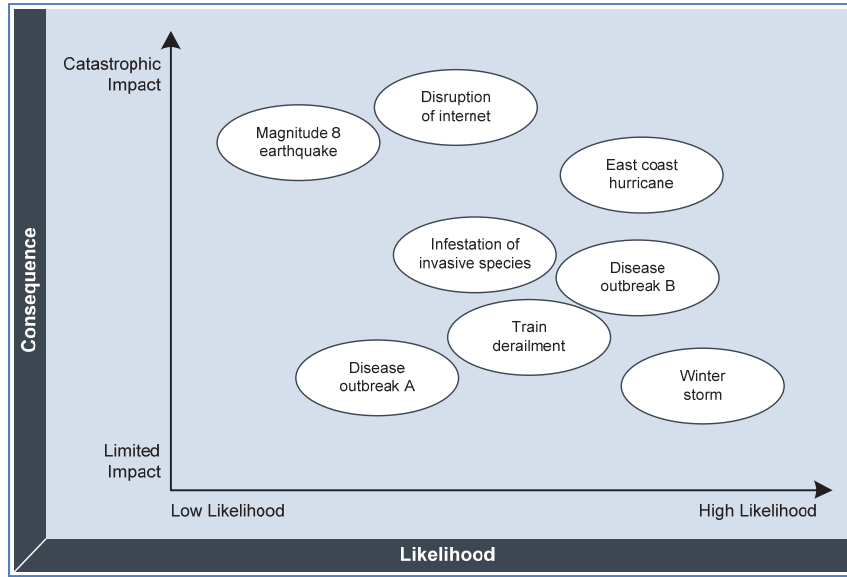 Catastrophic
Impact
Disruption
of internet
Magnitude 8
earthquake
East coast
hurricane
Infestation of
invasive species
Disease
outbreak B
Train
derailment
Disease
outbreak A
Winter
storm
Consequence
Limited
Impact
Low Likelihood
High Likelihood
Likelihood